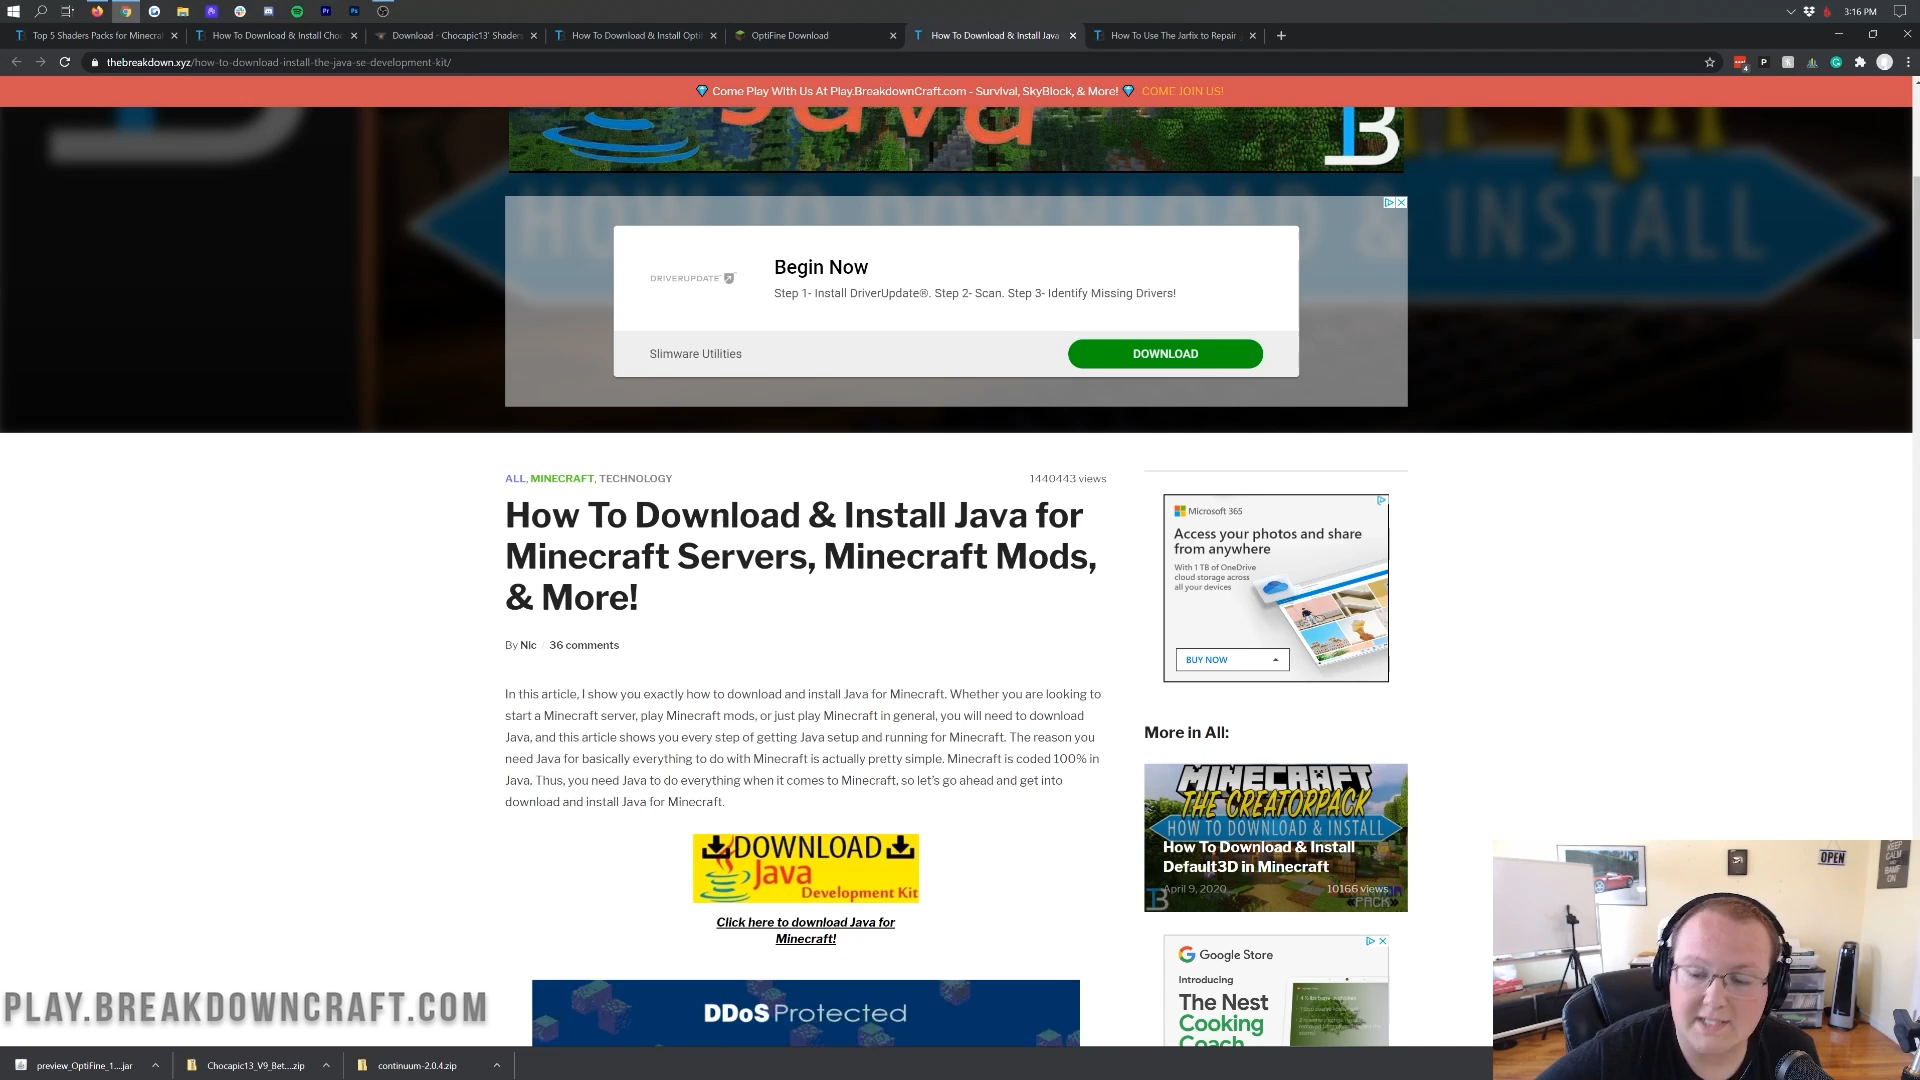 3:16 PM
Top 5 Shaders Packs for Minecraf
How To Download & Install Choc
Download - Chocapic13' Shaders
How To Download & Install Opti
OptiFine Download
How To Download & Install Java
How To Use The Jarfix to Repair
thebreakdown.xyz/how-to-download-install-the-java-se-development-kit/
Come Play With Us At Play.BreakdownCraft.com - Survival, SkyBlock, & More! COME JOIN US!
Java
HOW TO DOWNLOAD & INSTALL
Begin Now
DRIVERUPDATE
Step 1- Install DriverUpdate®. Step 2- Scan. Step 3- Identify Missing Drivers!
Slimware Utilities
DOWNLOAD
ALL, MINECRAFT, TECHNOLOGY
1440443 views
How To Download & Install Java for
Minecraft Servers, Minecraft Mods,
& More!
By Nic / 36 comments
In this article, I show you exactly how to download and install Java for Minecraft. Whether you are looking to
start a Minecraft server, play Minecraft mods, or just play Minecraft in general, you will need to download
Java, and this article shows you every step of getting Java setup and running for Minecraft. The reason you
need Java for basically everything to do with Minecraft is actually pretty simple. Minecraft is coded 100% in
Java. Thus, you need Java to do everything when it comes to Minecraft, so let's go ahead and get into
download and install Java for Minecraft.
DOWNLOAD
Java
Development Kit
Click here to download Java for
Minecraft!
DDoS Protected
Microsoft 365
Access your photos and share
from anywhere
With 1 TB of OneDrive
cloud storage across
all your devices
BUY NOW
More in All:
MINECRAFT
THE CREATORPACK
HOW TO DOWNLOAD & INSTALL
How To Download & Install
Default3D in Minecraft
April 9, 2020
10166 views
PACK
Google Store
Introducing
The Nest
Cooking
Coach
OPEN
KEEP
CALM
AND
BAMF
ON
PLAY.BREAKDOWNCRAFT.COM
preview_OptiFine_1....jar
Chocapic13_V9_Bet....zip
continuum-2.0.4.zip